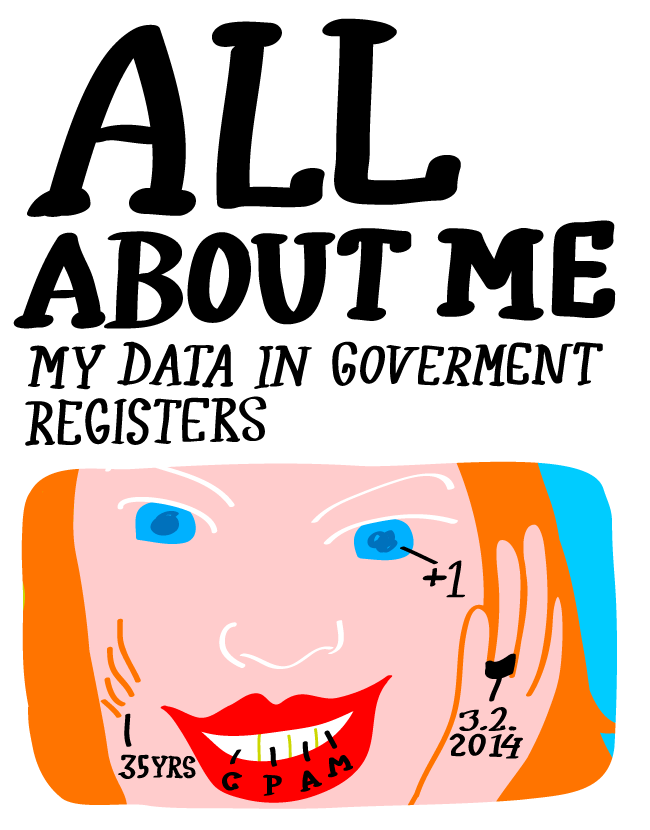 ALL
ABOUT ME
MY DATA IN GOVERMENT
REGISTERS
+1
3.2.
2014
35YRS
C P A M